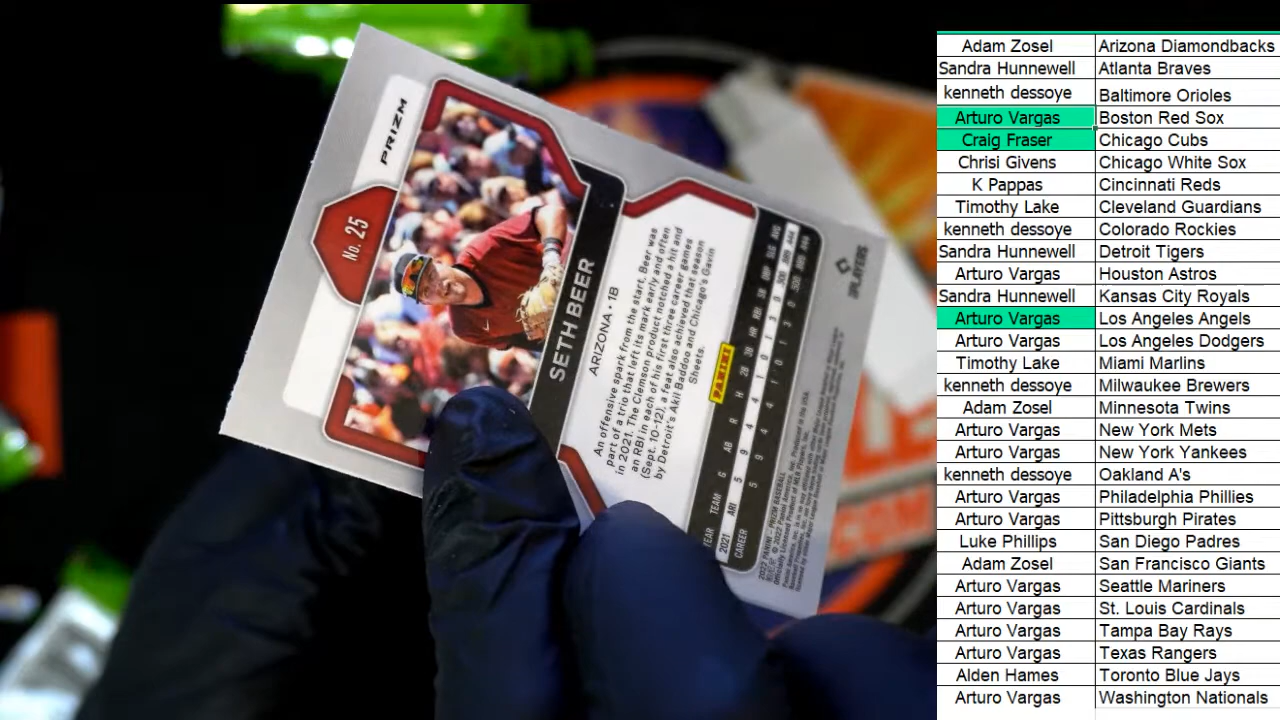 PRIZM
No. 25
SETH BEER
ARIZONA • 1B
An offensive spark from the start, Beer was
part of a trio that left its mark early and often
in 2021. The Clemson product notched a hit and
an RBI in each of his first three career games
(Sept. 10-12), a feat also achieved that season
by Detroit's Akil Baddoo and Chicago's Gavin
Sheets.
PANINI
YEAR TEAM G AB R H 2B 3B HR RBI SB OBP SLG AVG
2021 ARI 5 9 4 4 1 0 1 3 0 .500 .889 .444
CAREER 5 9 4 4 1 0 1 3 0 .500 .889 .444
PLAYERS
.COM
Adam Zosel Arizona Diamondbacks
Sandra Hunnewell Atlanta Braves
kenneth dessoye Baltimore Orioles
Arturo Vargas Boston Red Sox
Craig Fraser Chicago Cubs
Chrisi Givens Chicago White Sox
K Pappas Cincinnati Reds
Timothy Lake Cleveland Guardians
kenneth dessoye Colorado Rockies
Sandra Hunnewell Detroit Tigers
Arturo Vargas Houston Astros
Sandra Hunnewell Kansas City Royals
Arturo Vargas Los Angeles Angels
Arturo Vargas Los Angeles Dodgers
Timothy Lake Miami Marlins
kenneth dessoye Milwaukee Brewers
Adam Zosel Minnesota Twins
Arturo Vargas New York Mets
Arturo Vargas New York Yankees
kenneth dessoye Oakland A's
Arturo Vargas Philadelphia Phillies
Arturo Vargas Pittsburgh Pirates
Luke Phillips San Diego Padres
Adam Zosel San Francisco Giants
Arturo Vargas Seattle Mariners
Arturo Vargas St. Louis Cardinals
Arturo Vargas Tampa Bay Rays
Arturo Vargas Texas Rangers
Alden Hames Toronto Blue Jays
Arturo Vargas Washington Nationals